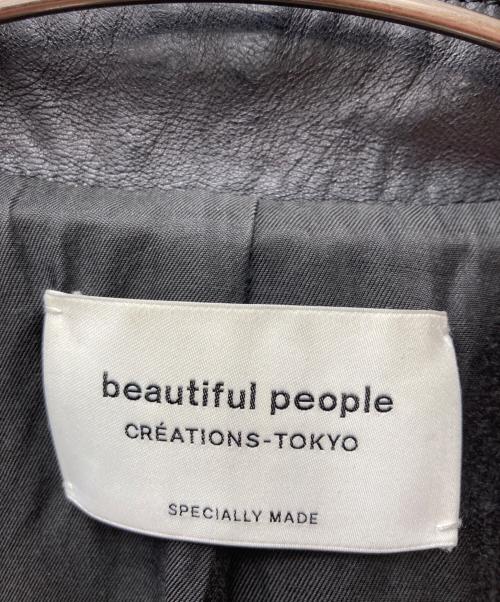 beautiful people
CRÉATIONS-TOKYO
SPECIALLY MADE